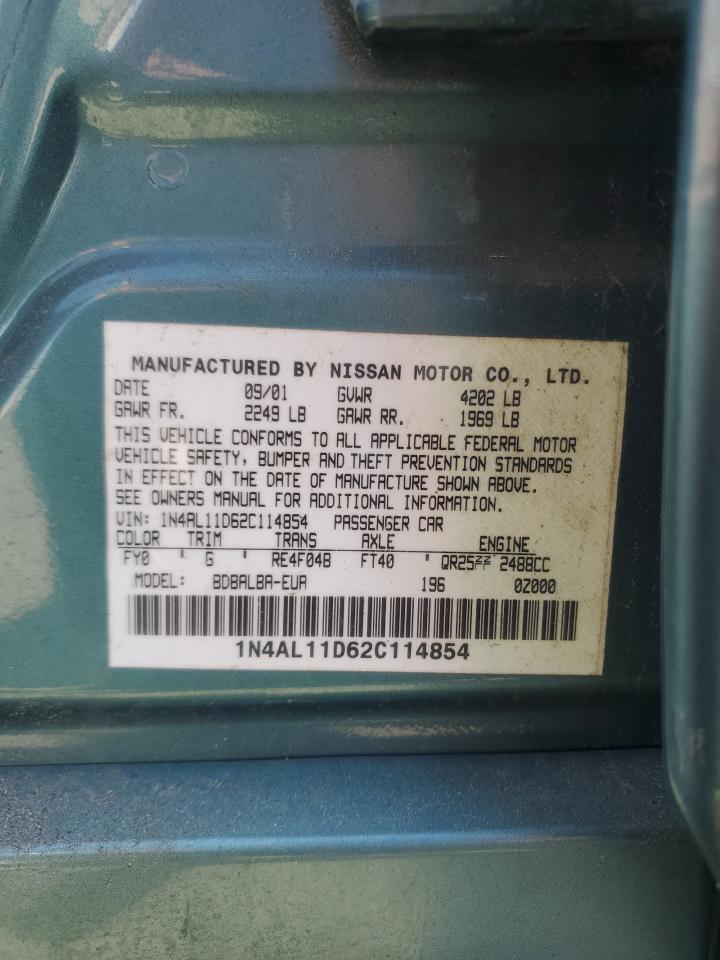 MANUFACTURED BY NISSAN MOTOR CO., LTD.
DATE 09/01 GVWR 4202 LB
GAWR FR. 2249 LB GAWR RR. 1969 LB
THIS VEHICLE CONFORMS TO ALL APPLICABLE FEDERAL MOTOR
VEHICLE SAFETY, BUMPER AND THEFT PREVENTION STANDARDS
IN EFFECT ON THE DATE OF MANUFACTURE SHOWN ABOVE.
SEE OWNERS MANUAL FOR ADDITIONAL INFORMATION.
VIN: 1N4AL11D62C114854 PASSENGER CAR
COLOR TRIM TRANS AXLE ENGINE
FY0 ' G ' RE4F04B FT40 ' QR25 2488CC
MODEL: BDBALBA-EUA 196 0Z000
1N4AL11D62C114854